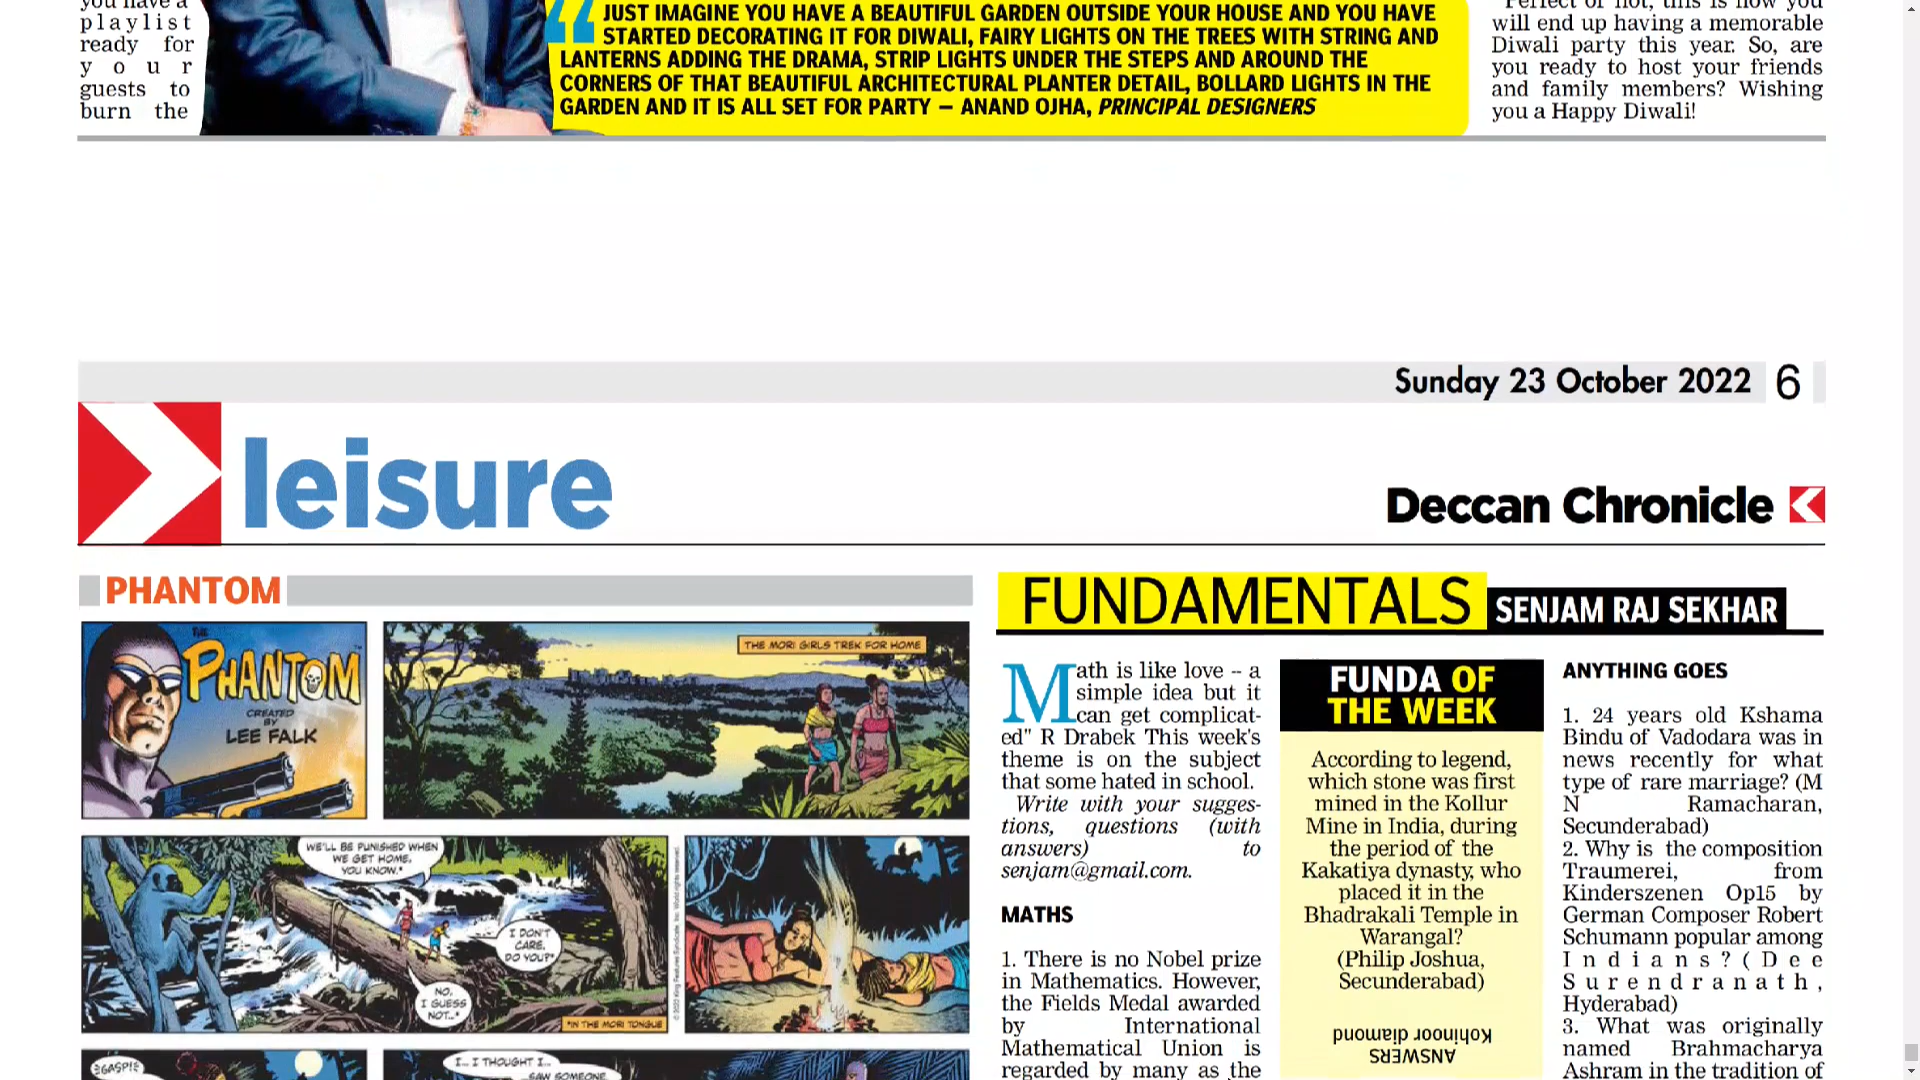 you have a
playlist
ready for
your
guests to
burn the
JUST IMAGINE YOU HAVE A BEAUTIFUL GARDEN OUTSIDE YOUR HOUSE AND YOU HAVE
STARTED DECORATING IT FOR DIWALI, FAIRY LIGHTS ON THE TREES WITH STRING AND
LANTERNS ADDING THE DRAMA, STRIP LIGHTS UNDER THE STEPS AND AROUND THE
CORNERS OF THAT BEAUTIFUL ARCHITECTURAL PLANTER DETAIL, BOLLARD LIGHTS IN THE
GARDEN AND IT IS ALL SET FOR PARTY — ANAND OJHA, PRINCIPAL DESIGNERS
Perfect or not, this is how you
will end up having a memorable
Diwali party this year. So, are
you ready to host your friends
and family members? Wishing
you a Happy Diwali!
Sunday 23 October 2022 6
leisure
Deccan Chronicle
PHANTOM
THE PHANTOM
CREATED
BY
LEE FALK
THE MORI GIRLS TREK FOR HOME
WE'LL BE PUNISHED WHEN
WE GET HOME,
YOU KNOW.*
I DON'T
CARE.
DO YOU?*
NO,
I GUESS
NOT...*
*IN THE MORI TONGUE
©2022 King Features Syndicate, Inc. World rights reserved.
*GASP!*
I... I THOUGHT I...
...SAW SOMEONE
FUNDAMENTALS SENJAM RAJ SEKHAR
Math is like love -- a
simple idea but it
can get complicat-
ed" R Drabek This week's
theme is on the subject
that some hated in school.
Write with your sugges-
tions, questions (with
answers) to
senjam@gmail.com.
MATHS
1. There is no Nobel prize
in Mathematics. However,
the Fields Medal awarded
by International
Mathematical Union is
regarded by many as the
FUNDA OF
THE WEEK
According to legend,
which stone was first
mined in the Kollur
Mine in India, during
the period of the
Kakatiya dynasty, who
placed it in the
Bhadrakali Temple in
Warangal?
(Philip Joshua,
Secunderabad)
ANSWERS
Kohinoor diamond
ANYTHING GOES
1. 24 years old Kshama
Bindu of Vadodara was in
news recently for what
type of rare marriage? (M
N Ramacharan,
Secunderabad)
2. Why is the composition
Traumerei, from
Kinderszenen Op15 by
German Composer Robert
Schumann popular among
Indians?(Dee
Surendranath,
Hyderabad)
3. What was originally
named Brahmacharya
Ashram in the tradition of